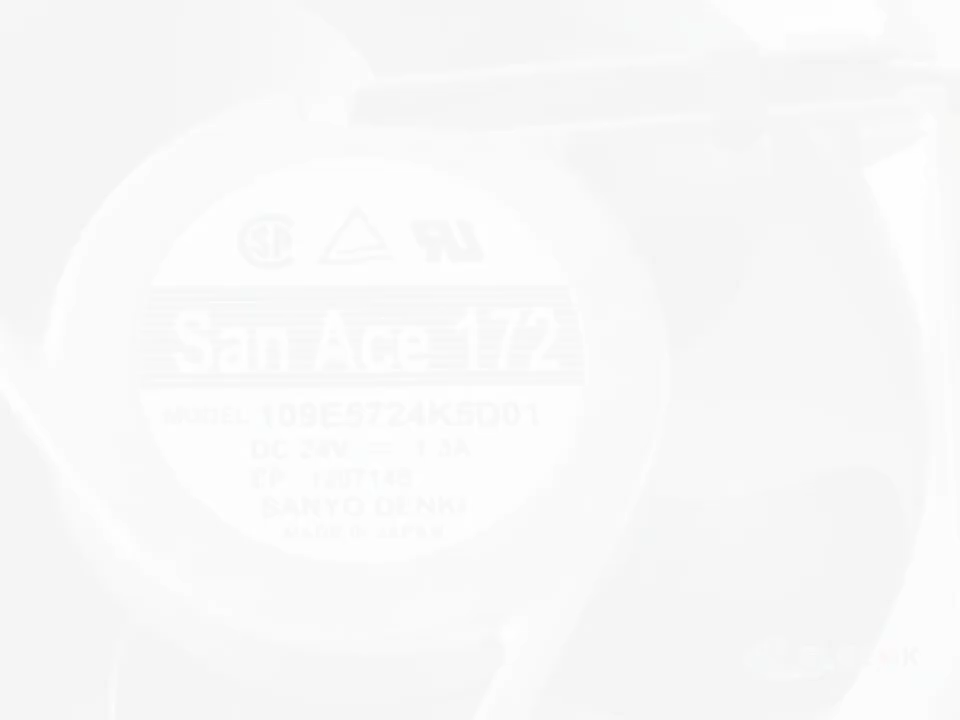 San Ace 172
MODEL 109E5724K5D01
DC 24V ⎓ 1.3A
SANYO DENKI
MADE IN JAPAN